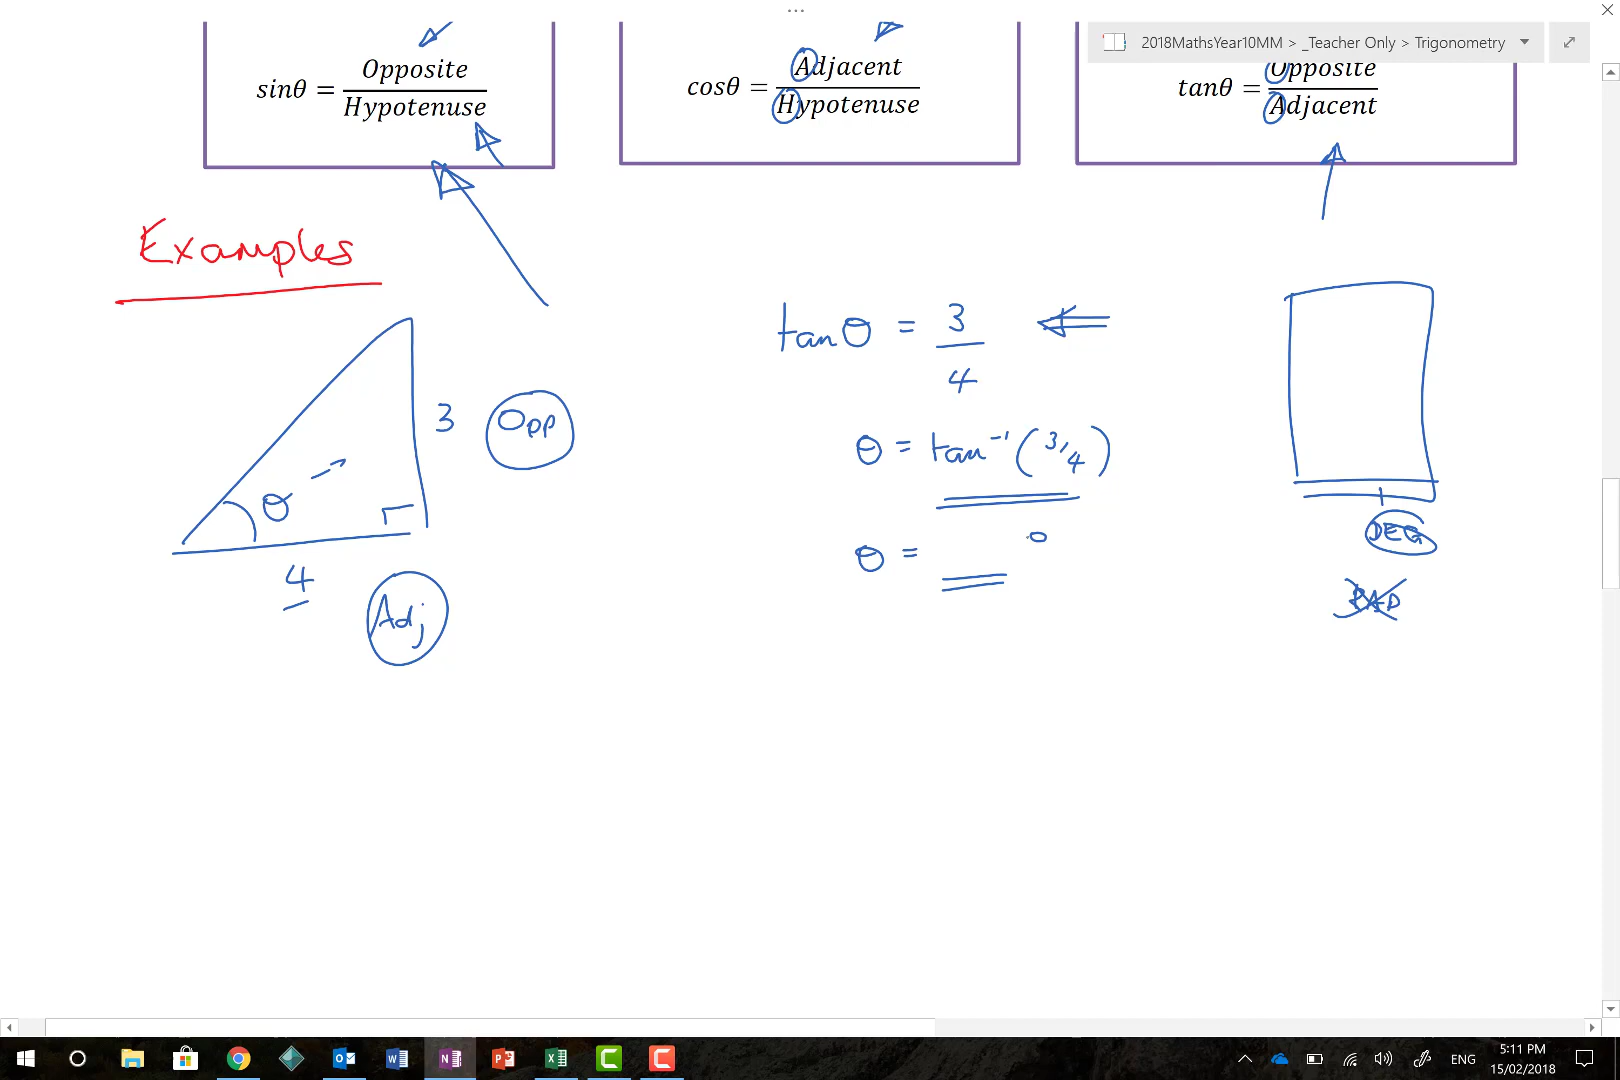 ...
2018MathsYear10MM > _Teacher Only > Trigonometry
sinθ = Opposite / Hypotenuse
cosθ = Adjacent / Hypotenuse
tanθ = Opposite / Adjacent
Examples
3
Opp
θ
4
Adj
tanθ = 3 / 4
θ = tan⁻¹(3/4)
θ = °
DEG
RAD
ENG
5:11 PM
15/02/2018